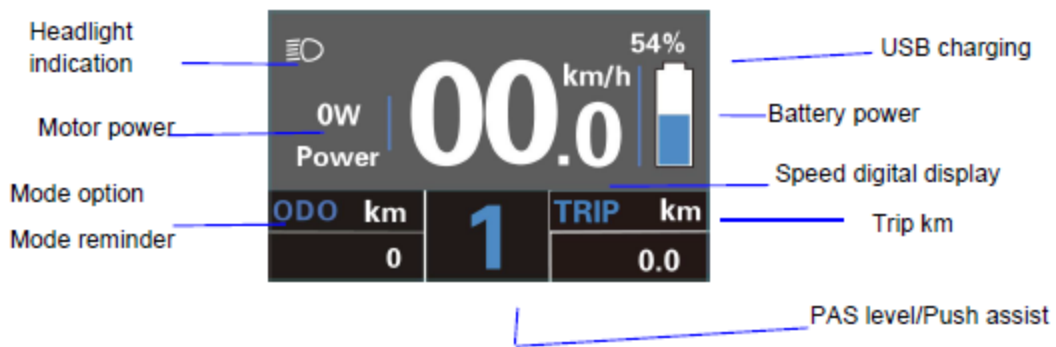 Headlight
indication
54%
USB charging
km/h
00.0
Battery power
0W
Motor power
Power
Speed digital display
Mode option
ODO km
1
TRIP km
Trip km
Mode reminder
0
0.0
PAS level/Push assist